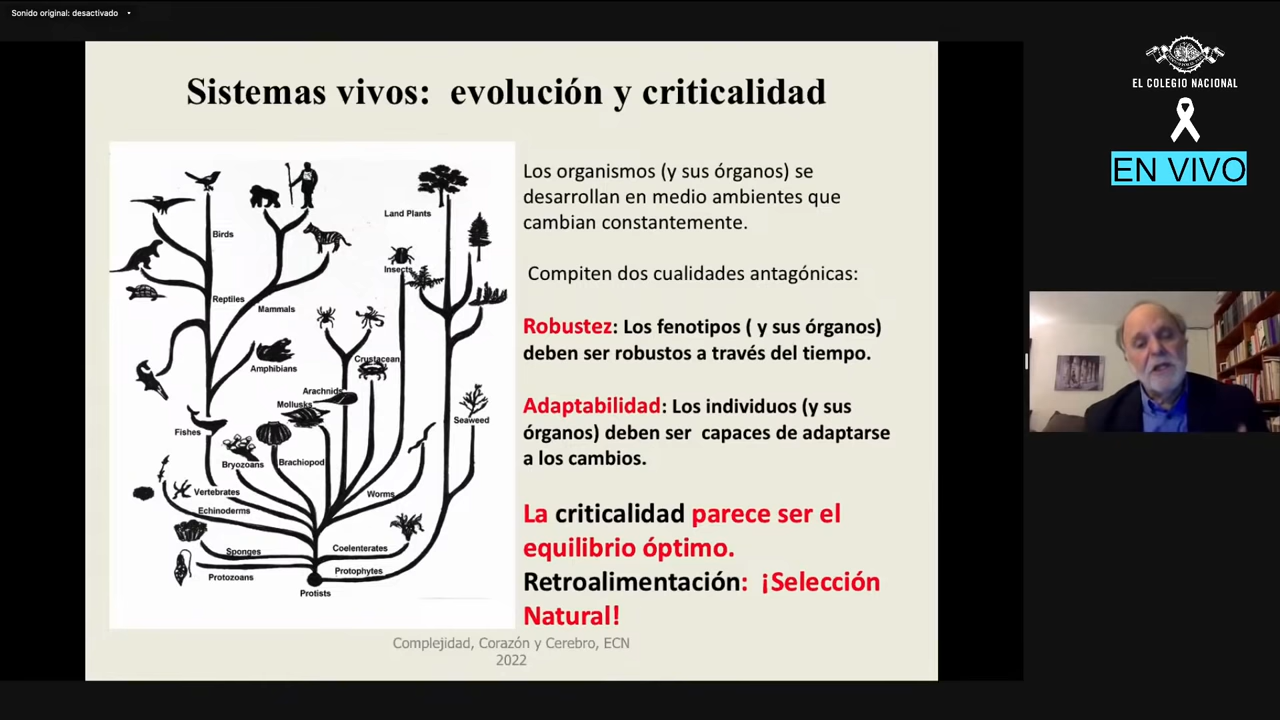 Sonido original: desactivado
Sistemas vivos: evolución y criticalidad
Birds
Land Plants
Insects
Reptiles
Mammals
Crustacean
Amphibians
Arachnids
Mollusks
Fishes
Seaweed
Bryozoans
Brachiopod
Vertebrates
Worms
Echinoderms
Sponges
Coelenterates
Protozoans
Protophytes
Protists
Los organismos (y sus órganos) se
desarrollan en medio ambientes que
cambian constantemente.
Compiten dos cualidades antagónicas:
Robustez: Los fenotipos ( y sus órganos)
deben ser robustos a través del tiempo.
Adaptabilidad: Los individuos (y sus
órganos) deben ser capaces de adaptarse
a los cambios.
La criticalidad parece ser el
equilibrio óptimo.
Retroalimentación: ¡Selección
Natural!
Complejidad, Corazón y Cerebro, ECN
2022
EL COLEGIO NACIONAL
EN VIVO